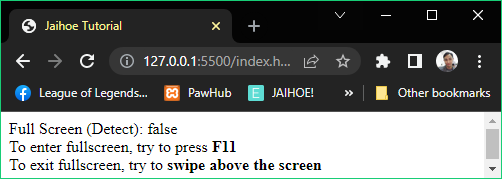 Jaihoe Tutorial
127.0.0.1:5500/index.h...
League of Legends... PawHub JAIHOE! » Other bookmarks
Full Screen (Detect): false
To enter fullscreen, try to press F11
To exit fullscreen, try to swipe above the screen